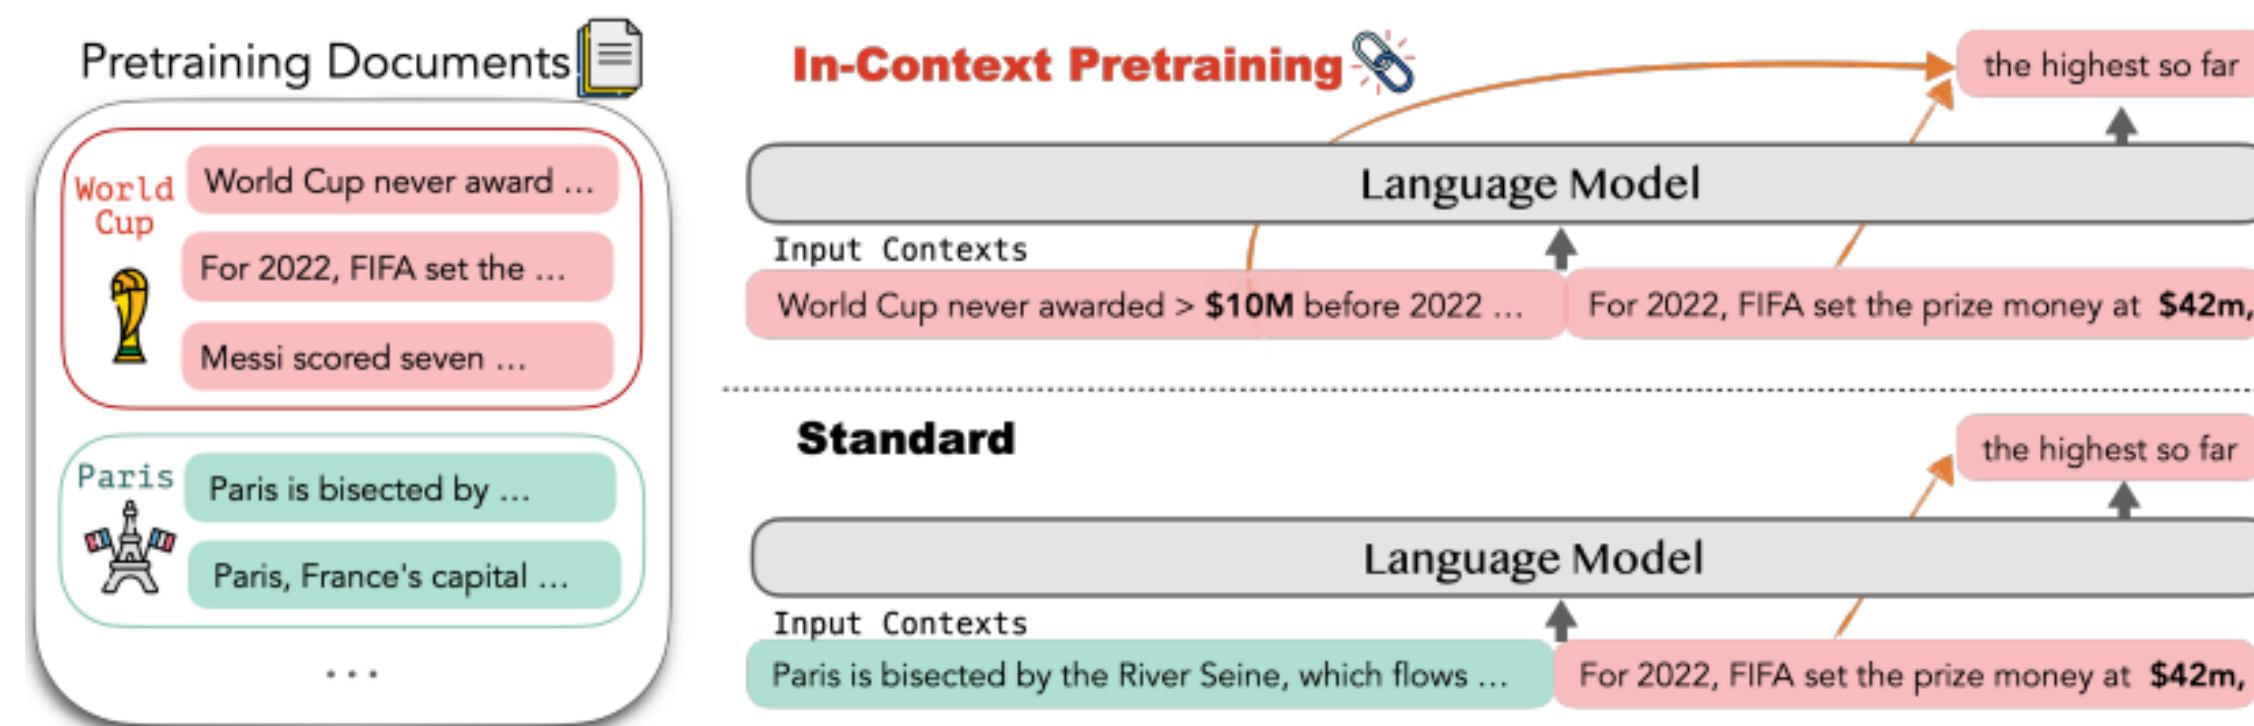 Pretraining Documents
World
Cup
World Cup never award ...
For 2022, FIFA set the ...
Messi scored seven ...
Paris
Paris is bisected by ...
Paris, France's capital ...
...
In-Context Pretraining
the highest so far
Language Model
Input Contexts
World Cup never awarded > $10M before 2022 ...
For 2022, FIFA set the prize money at $42m,
Standard
the highest so far
Language Model
Input Contexts
Paris is bisected by the River Seine, which flows ...
For 2022, FIFA set the prize money at $42m,